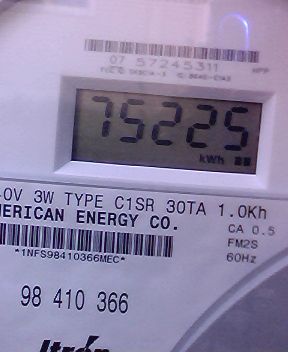 07 57245311
75225
kWh
0V 3W TYPE C1SR 30TA 1.0Kh
MERICAN ENERGY CO.
CA 0.5
FM2S
60Hz
*1NFS98410366MEC*
98 410 366
Itrón